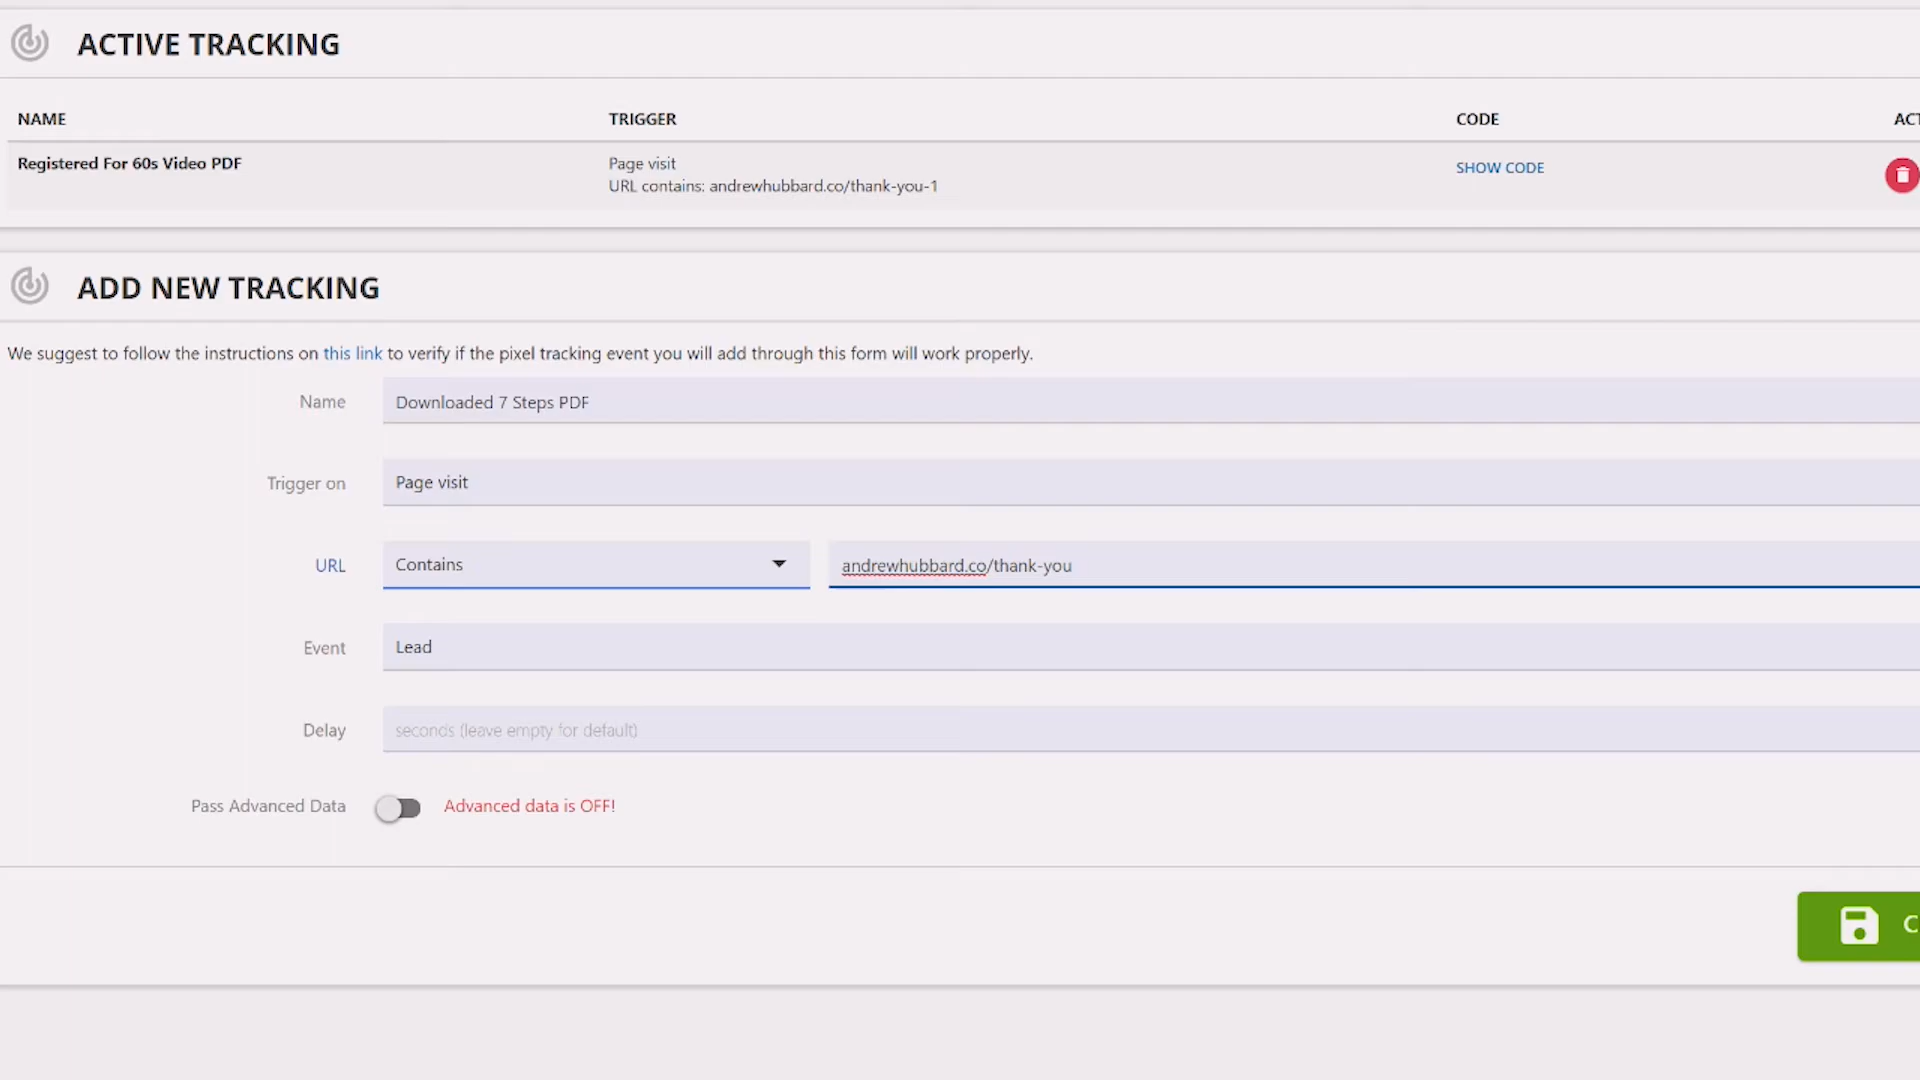 ACTIVE TRACKING
NAME TRIGGER CODE ACT
Registered For 60s Video PDF Page visit SHOW CODE
URL contains: andrewhubbard.co/thank-you-1
ADD NEW TRACKING
We suggest to follow the instructions on this link to verify if the pixel tracking event you will add through this form will work properly.
Name Downloaded 7 Steps PDF
Trigger on Page visit
URL Contains andrewhubbard.co/thank-you
Event Lead
Delay seconds (leave empty for default)
Pass Advanced Data Advanced data is OFF!
C